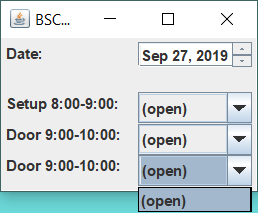 BSC...
Date: Sep 27, 2019
Setup 8:00-9:00: (open)
Door 9:00-10:00: (open)
Door 9:00-10:00: (open)
(open)